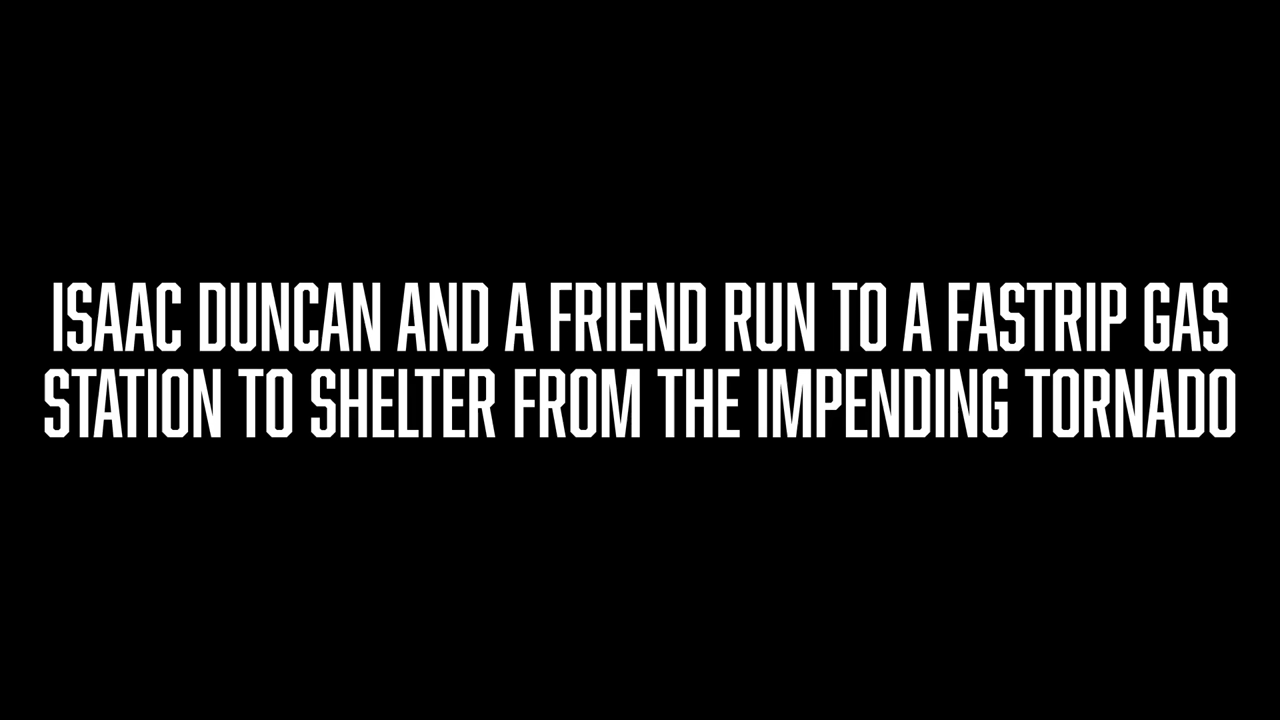 ISAAC DUNCAN AND A FRIEND RUN TO A FASTRIP GAS
STATION TO SHELTER FROM THE IMPENDING TORNADO